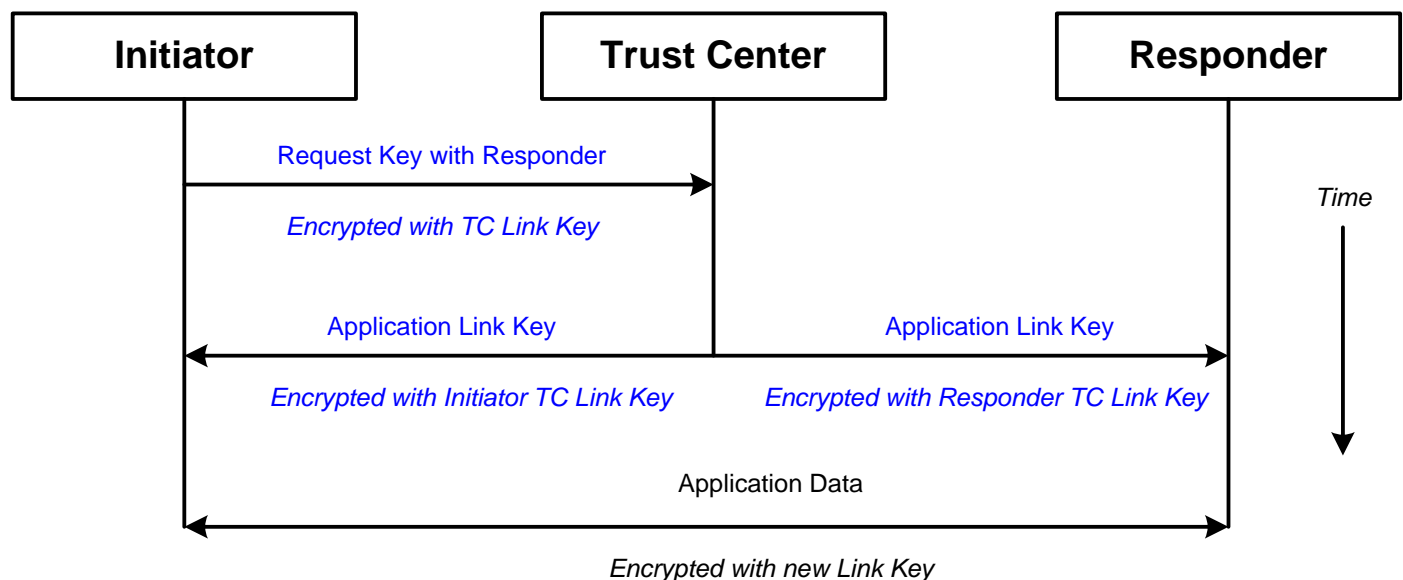 Initiator
Trust Center
Responder
Request Key with Responder
Encrypted with TC Link Key
Time
Application Link Key
Application Link Key
Encrypted with Initiator TC Link Key
Encrypted with Responder TC Link Key
Application Data
Encrypted with new Link Key